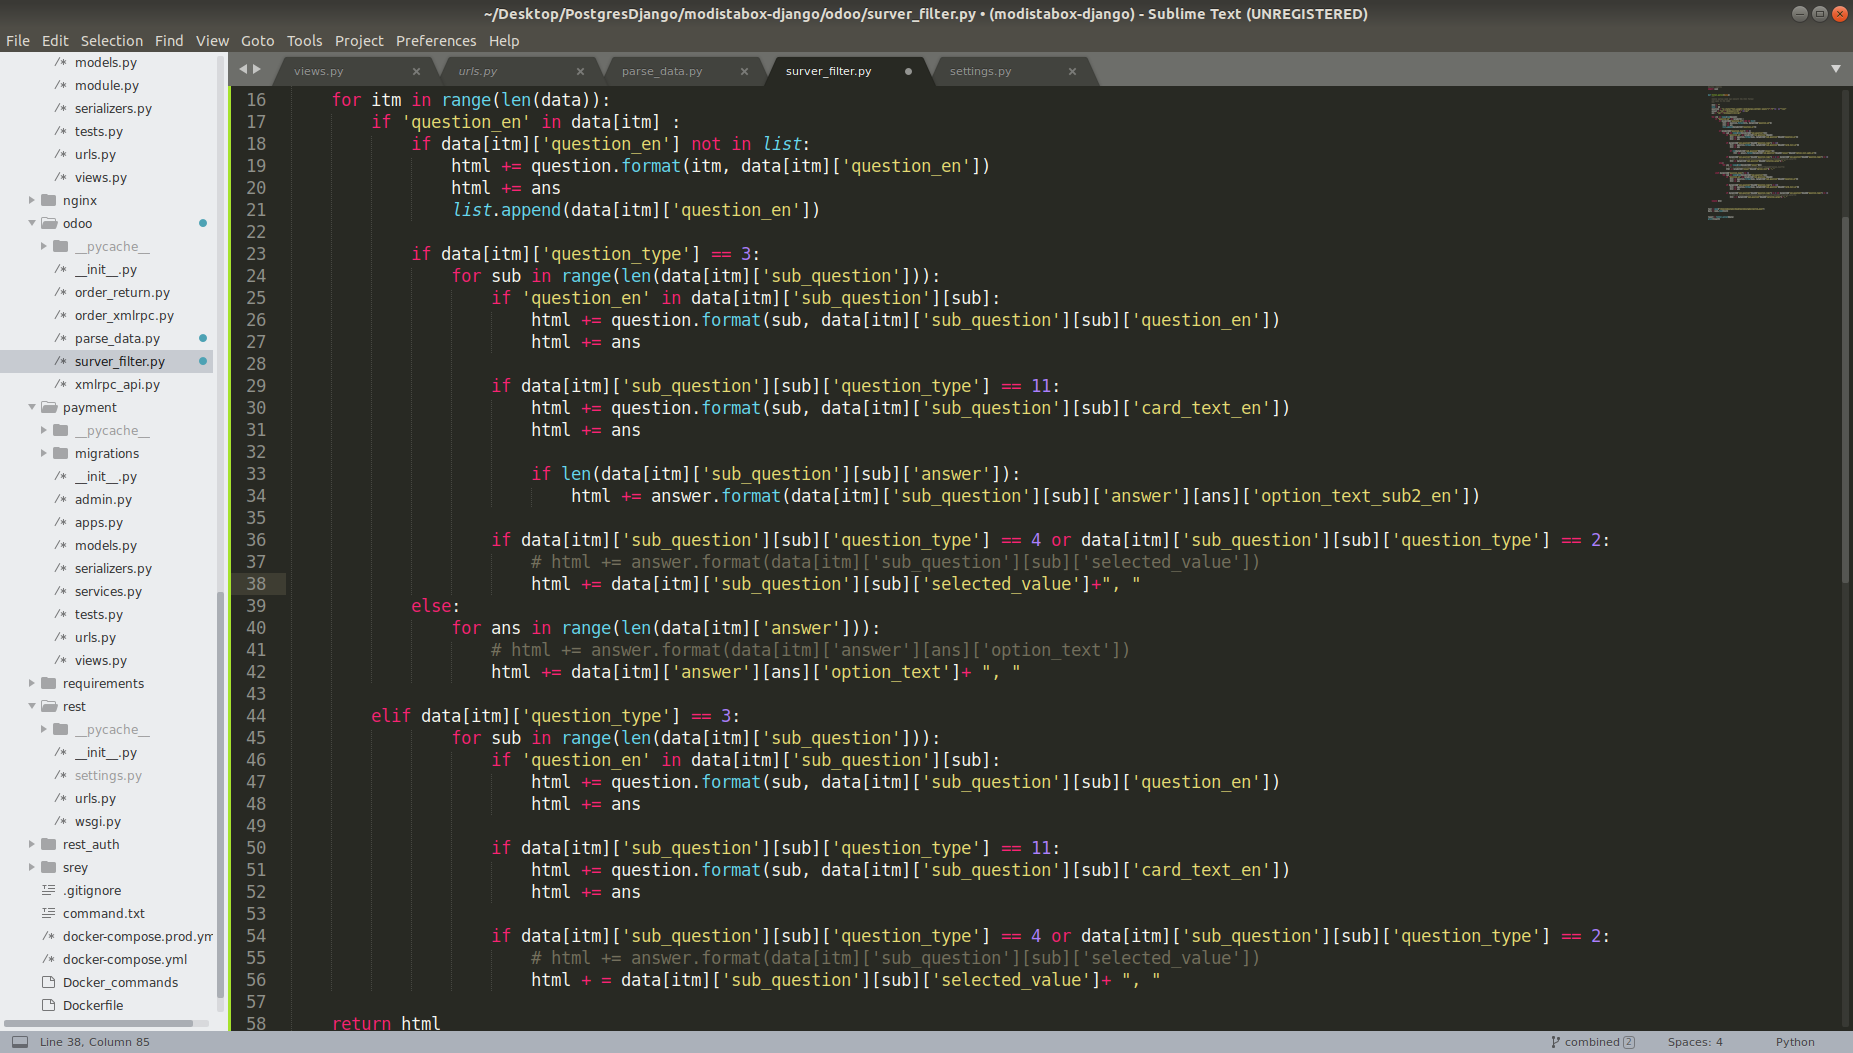 ~/Desktop/PostgresDjango/modistabox-django/odoo/surver_filter.py • (modistabox-django) - Sublime Text (UNREGISTERED)
File Edit Selection Find View Goto Tools Project Preferences Help
views.py urls.py parse_data.py surver_filter.py settings.py
/* models.py
/* module.py
/* serializers.py
/* tests.py
/* urls.py
/* views.py
nginx
odoo
__pycache__
/* __init__.py
/* order_return.py
/* order_xmlrpc.py
/* parse_data.py
/* surver_filter.py
/* xmlrpc_api.py
payment
__pycache__
migrations
/* __init__.py
/* admin.py
/* apps.py
/* models.py
/* serializers.py
/* services.py
/* tests.py
/* urls.py
/* views.py
requirements
rest
__pycache__
/* __init__.py
/* settings.py
/* urls.py
/* wsgi.py
rest_auth
srey
.gitignore
command.txt
/* docker-compose.prod.ym
/* docker-compose.yml
Docker_commands
Dockerfile
16 for itm in range(len(data)):
17 if 'question_en' in data[itm] :
18 if data[itm]['question_en'] not in list:
19 html += question.format(itm, data[itm]['question_en'])
20 html += ans
21 list.append(data[itm]['question_en'])
22
23 if data[itm]['question_type'] == 3:
24 for sub in range(len(data[itm]['sub_question'])):
25 if 'question_en' in data[itm]['sub_question'][sub]:
26 html += question.format(sub, data[itm]['sub_question'][sub]['question_en'])
27 html += ans
28
29 if data[itm]['sub_question'][sub]['question_type'] == 11:
30 html += question.format(sub, data[itm]['sub_question'][sub]['card_text_en'])
31 html += ans
32
33 if len(data[itm]['sub_question'][sub]['answer']):
34 html += answer.format(data[itm]['sub_question'][sub]['answer'][ans]['option_text_sub2_en'])
35
36 if data[itm]['sub_question'][sub]['question_type'] == 4 or data[itm]['sub_question'][sub]['question_type'] == 2:
37 # html += answer.format(data[itm]['sub_question'][sub]['selected_value'])
38 html += data[itm]['sub_question'][sub]['selected_value']+", "
39 else:
40 for ans in range(len(data[itm]['answer'])):
41 # html += answer.format(data[itm]['answer'][ans]['option_text'])
42 html += data[itm]['answer'][ans]['option_text']+ ", "
43
44 elif data[itm]['question_type'] == 3:
45 for sub in range(len(data[itm]['sub_question'])):
46 if 'question_en' in data[itm]['sub_question'][sub]:
47 html += question.format(sub, data[itm]['sub_question'][sub]['question_en'])
48 html += ans
49
50 if data[itm]['sub_question'][sub]['question_type'] == 11:
51 html += question.format(sub, data[itm]['sub_question'][sub]['card_text_en'])
52 html += ans
53
54 if data[itm]['sub_question'][sub]['question_type'] == 4 or data[itm]['sub_question'][sub]['question_type'] == 2:
55 # html += answer.format(data[itm]['sub_question'][sub]['selected_value'])
56 html + = data[itm]['sub_question'][sub]['selected_value']+ ", "
57
58 return html
Line 38, Column 85 combined 2 Spaces: 4 Python